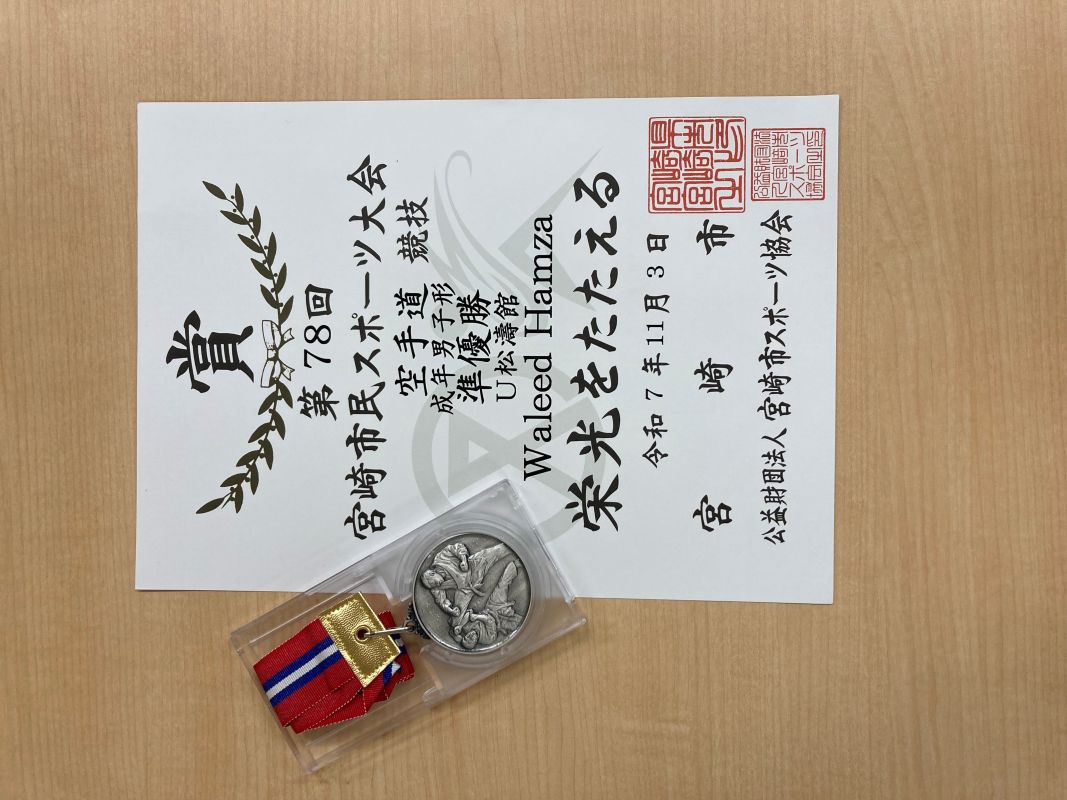 賞
第78回
宮崎市民スポーツ大会
空手道 競技
成年男子形
準優勝
U松濤館
Waleed Hamza
栄光をたたえる
令和7年11月3日
宮崎市
公益財団法人宮崎市スポーツ協会